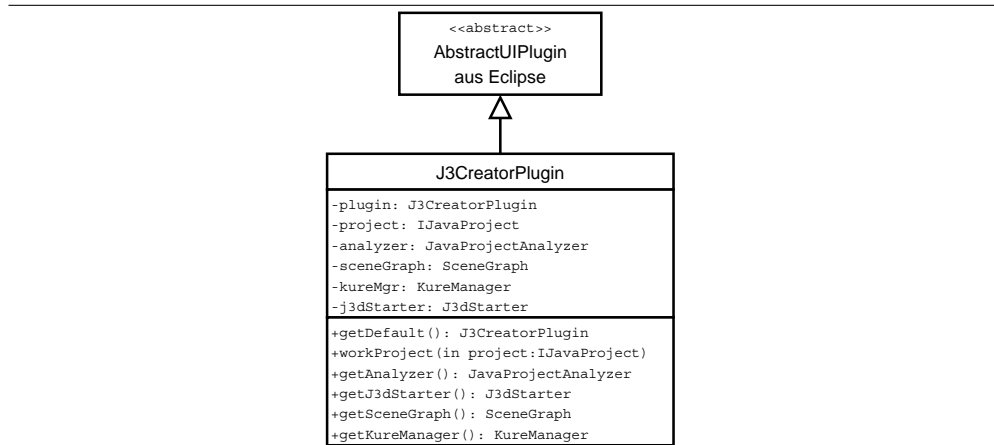 <<abstract>>
AbstractUIPlugin
aus Eclipse
J3CreatorPlugin
-plugin: J3CreatorPlugin
-project: IJavaProject
-analyzer: JavaProjectAnalyzer
-sceneGraph: SceneGraph
-kureMgr: KureManager
-j3dStarter: J3dStarter
+getDefault(): J3CreatorPlugin
+workProject(in project:IJavaProject)
+getAnalyzer(): JavaProjectAnalyzer
+getJ3dStarter(): J3dStarter
+getSceneGraph(): SceneGraph
+getKureManager(): KureManager